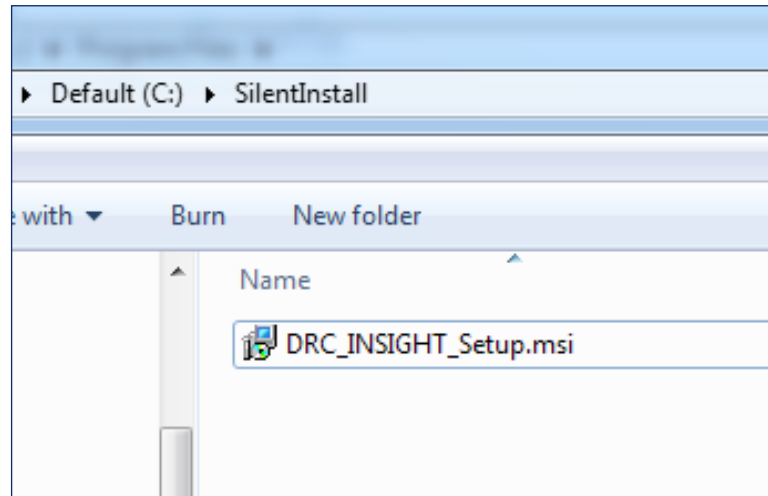 Default (C:) SilentInstall
with Burn New folder
Name
DRC_INSIGHT_Setup.msi